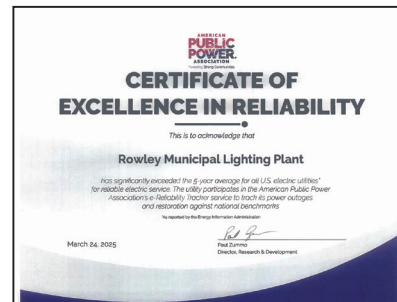 AMERICAN
PUBLIC
POWER
ASSOCIATION
Powering Strong Communities
CERTIFICATE OF
EXCELLENCE IN RELIABILITY
This is to acknowledge that
Rowley Municipal Lighting Plant
has significantly exceeded the 5-year average for all U.S. electric utilities*
for reliable electric service. The utility participates in the American Public Power
Association's e-Reliability Tracker service to track its power outages
and restoration against national benchmarks
*As reported by the Energy Information Administration
March 24, 2025
Paul Zummo
Director, Research & Development